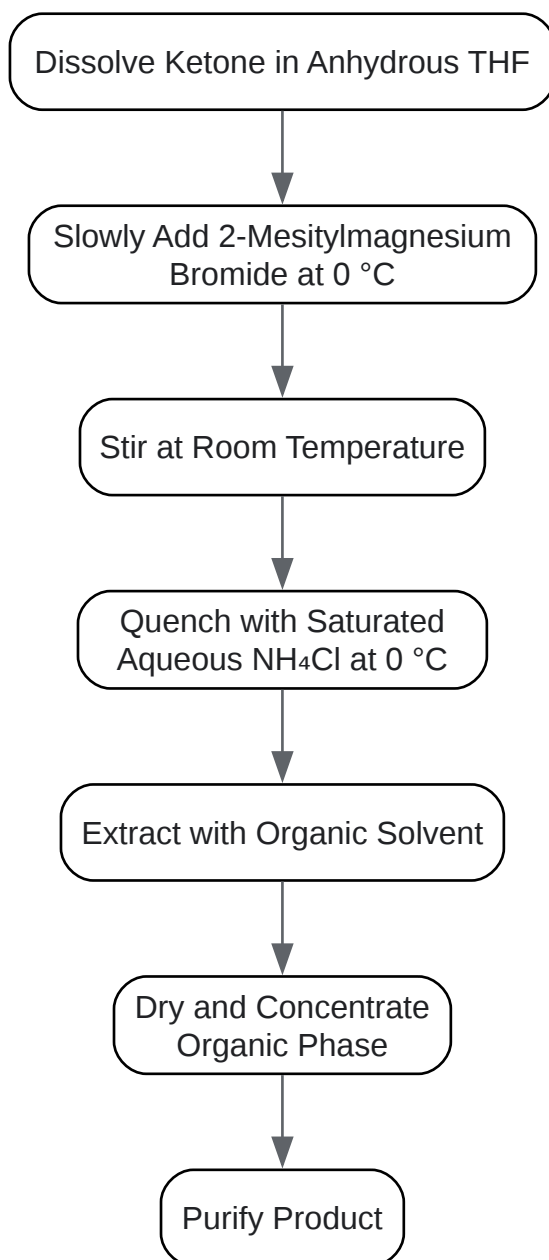 Dissolve Ketone in Anhydrous THF
Slowly Add 2-Mesitylmagnesium
Bromide at 0 °C
Stir at Room Temperature
Quench with Saturated
Aqueous NH₄Cl at 0 °C
Extract with Organic Solvent
Dry and Concentrate
Organic Phase
Purify Product